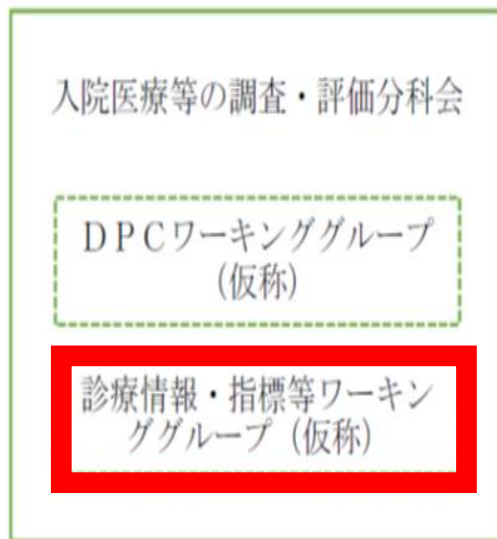 入院医療等の調査・評価分科会
ＤＰＣワーキンググループ
(仮称)
診療情報・指標等ワーキン
ググループ（仮称）